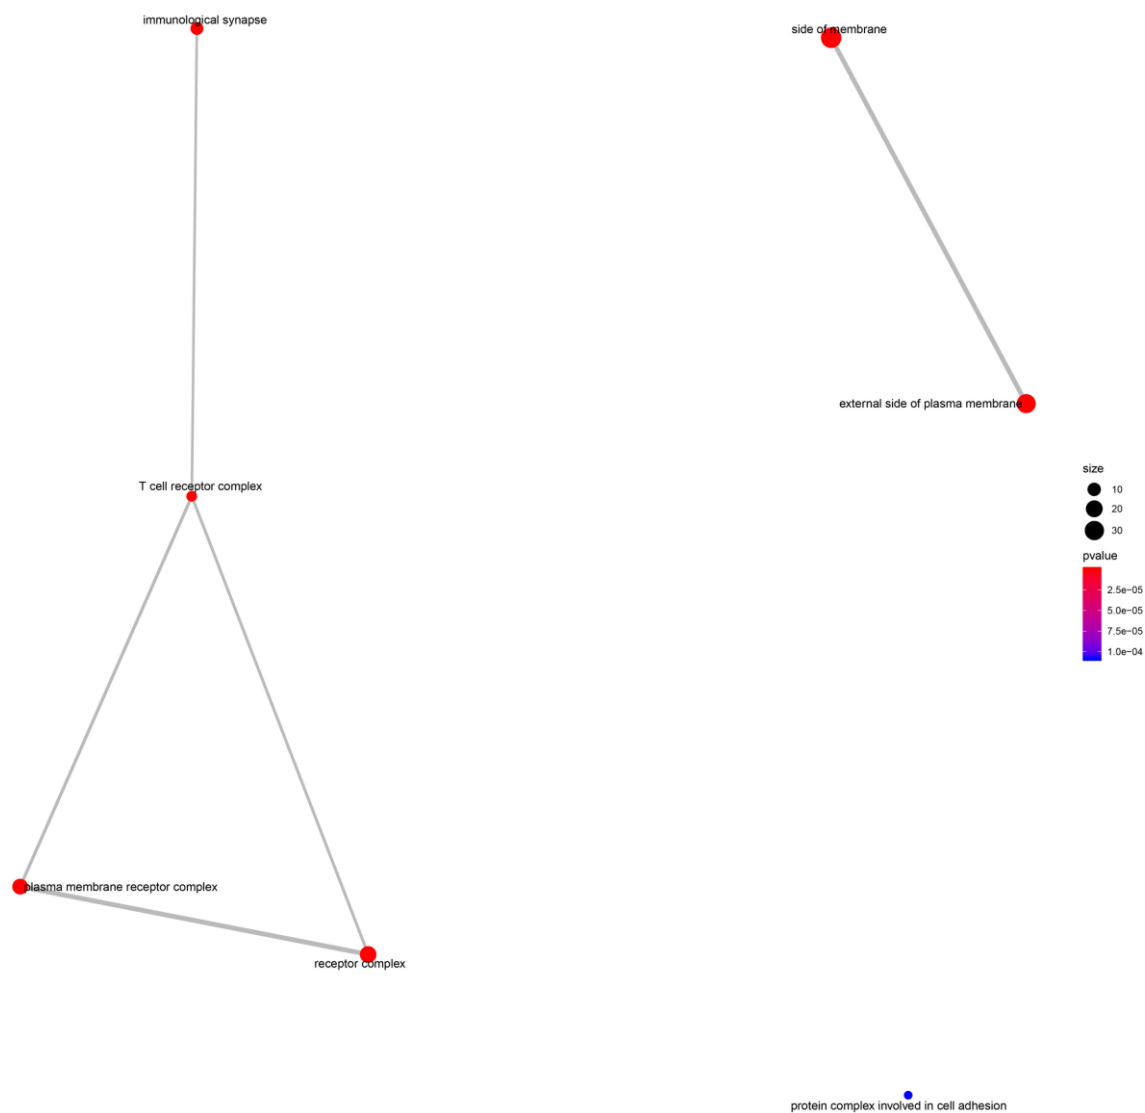 immunological synapse
side of membrane
external side of plasma membrane
T cell receptor complex
plasma membrane receptor complex
receptor complex
protein complex involved in cell adhesion
size
10
20
30
pvalue
2.5e−05
5.0e−05
7.5e−05
1.0e−04